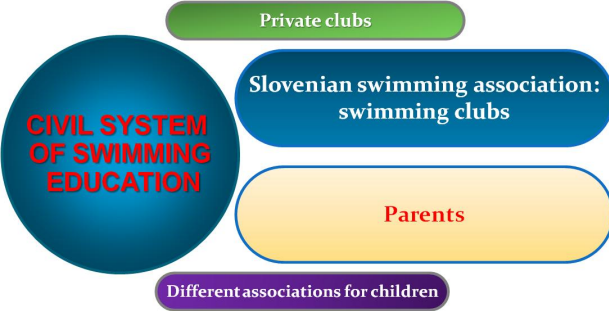 Private clubs
CIVIL SYSTEM
OF SWIMMING
EDUCATION
Slovenian swimming association:
swimming clubs
Parents
Different associations for children